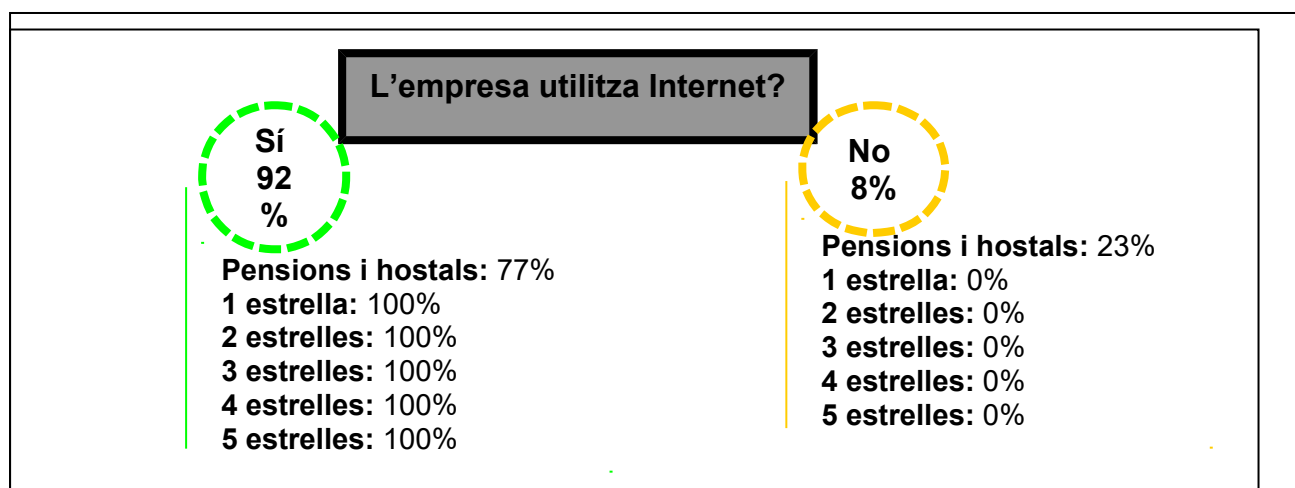 L’empresa utilitza Internet?
Sí
92
%
Pensions i hostals: 77%
1 estrella: 100%
2 estrelles: 100%
3 estrelles: 100%
4 estrelles: 100%
5 estrelles: 100%
No
8%
Pensions i hostals: 23%
1 estrella: 0%
2 estrelles: 0%
3 estrelles: 0%
4 estrelles: 0%
5 estrelles: 0%